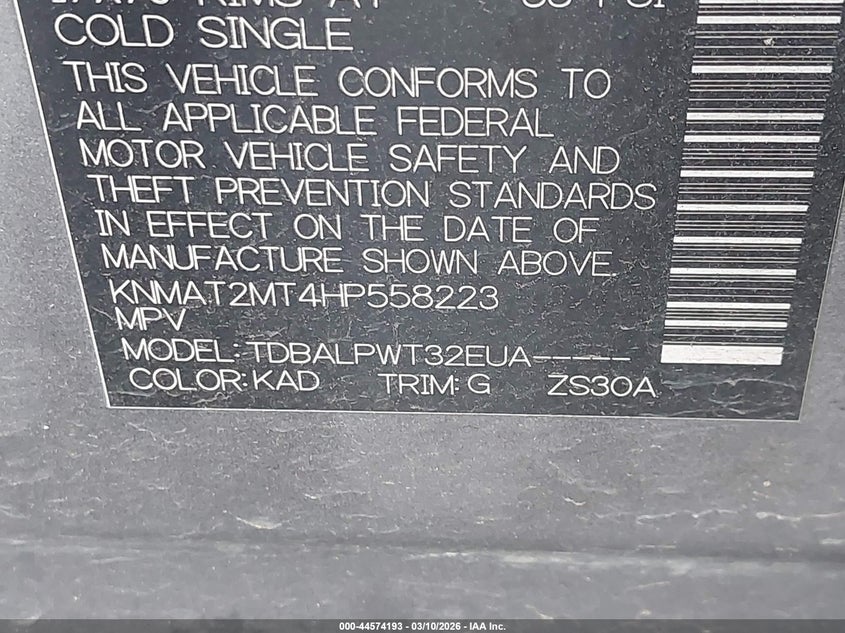 COLD SINGLE
THIS VEHICLE CONFORMS TO
ALL APPLICABLE FEDERAL
MOTOR VEHICLE SAFETY AND
THEFT PREVENTION STANDARDS
IN EFFECT ON THE DATE OF
MANUFACTURE SHOWN ABOVE.
KNMAT2MT4HP558223
MPV
MODEL: TDBALPWT32EUA-----
COLOR: KAD TRIM: G ZS30A
000-44574193 - 03/10/2026 - IAA Inc.